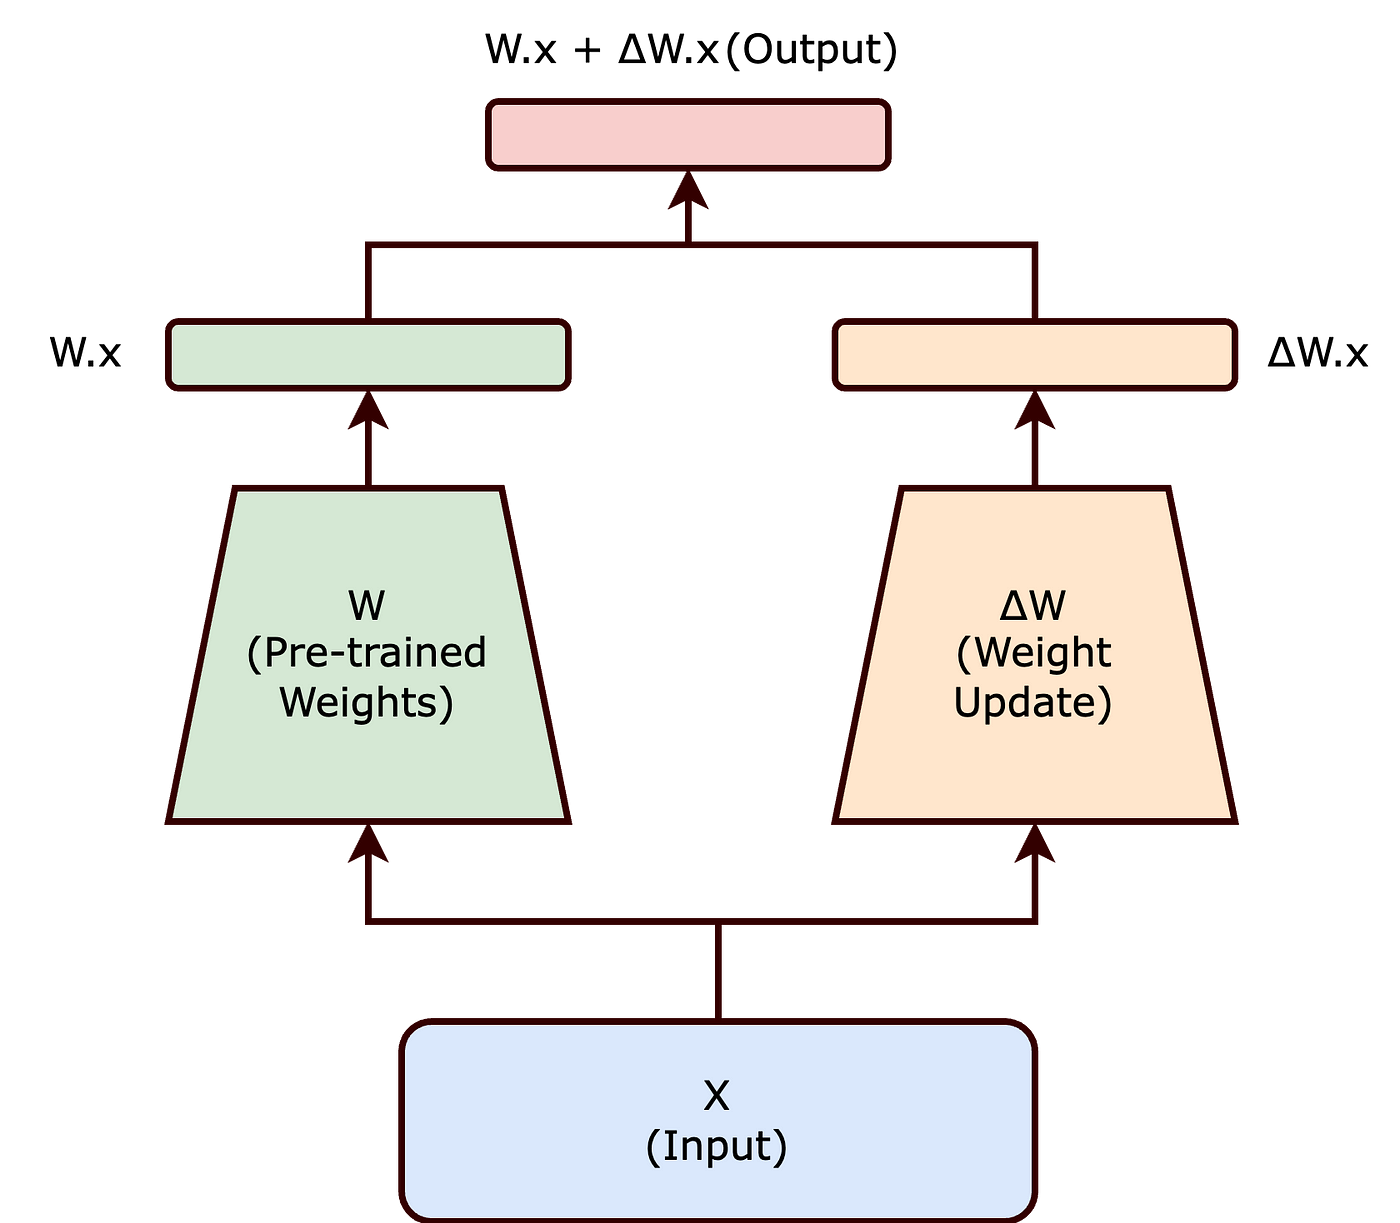 W.x + ΔW.x(Output)
W.x
ΔW.x
W
(Pre-trained
Weights)
ΔW
(Weight
Update)
X
(Input)